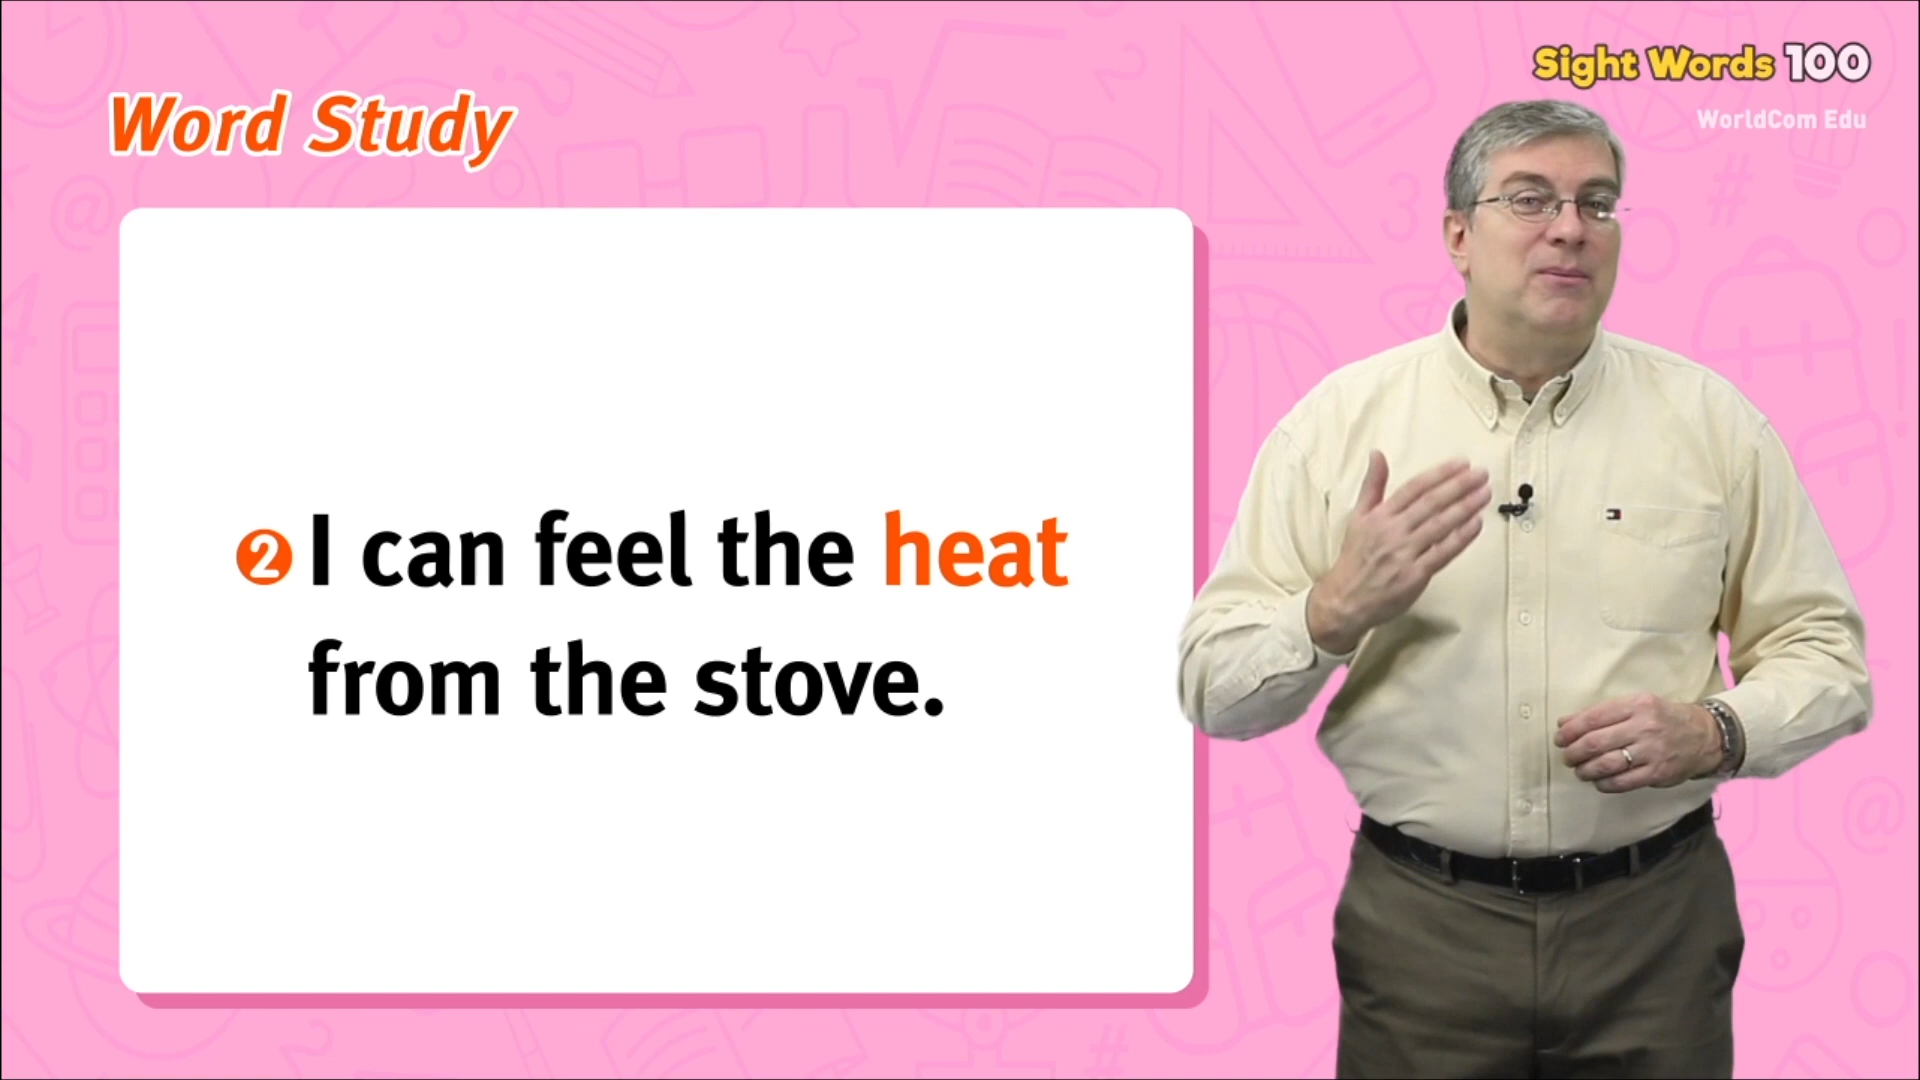 Sight Words 100
WorldCom Edu
Word Study
2 I can feel the heat
from the stove.